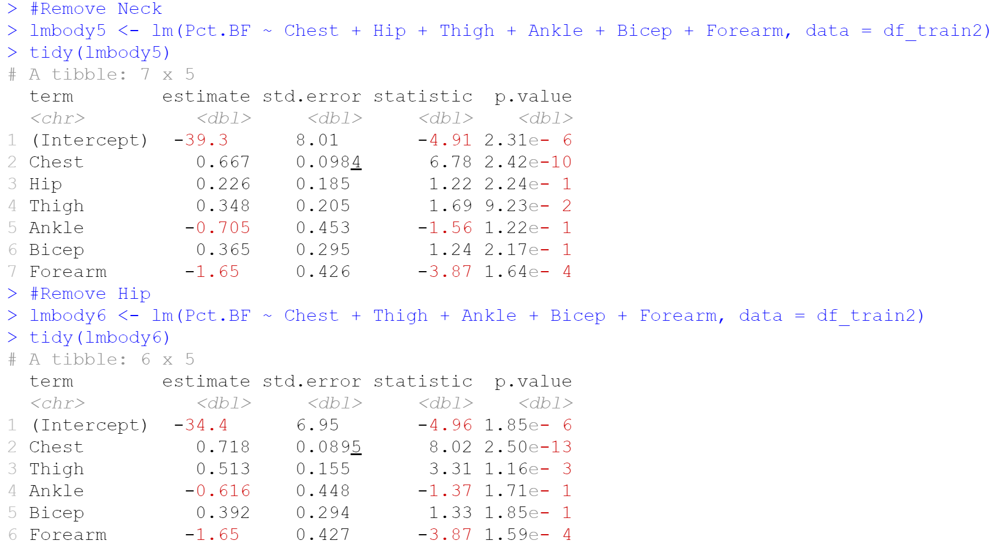 > #Remove Neck
> lmbody5 <- lm(Pct.BF ~ Chest + Hip + Thigh + Ankle + Bicep + Forearm, data = df_train2)
> tidy(lmbody5)
# A tibble: 7 x 5
  term        estimate std.error statistic  p.value
  <chr>          <dbl>     <dbl>     <dbl>    <dbl>
1 (Intercept)  -39.3      8.01       -4.91 2.31e- 6
2 Chest          0.667    0.0984      6.78 2.42e-10
3 Hip            0.226    0.185       1.22 2.24e- 1
4 Thigh          0.348    0.205       1.69 9.23e- 2
5 Ankle         -0.705    0.453      -1.56 1.22e- 1
6 Bicep          0.365    0.295       1.24 2.17e- 1
7 Forearm       -1.65     0.426      -3.87 1.64e- 4
> #Remove Hip
> lmbody6 <- lm(Pct.BF ~ Chest + Thigh + Ankle + Bicep + Forearm, data = df_train2)
> tidy(lmbody6)
# A tibble: 6 x 5
  term        estimate std.error statistic  p.value
  <chr>          <dbl>     <dbl>     <dbl>    <dbl>
1 (Intercept)  -34.4      6.95       -4.96 1.85e- 6
2 Chest          0.718    0.0895      8.02 2.50e-13
3 Thigh          0.513    0.155       3.31 1.16e- 3
4 Ankle         -0.616    0.448      -1.37 1.71e- 1
5 Bicep          0.392    0.294       1.33 1.85e- 1
6 Forearm       -1.65     0.427      -3.87 1.59e- 4